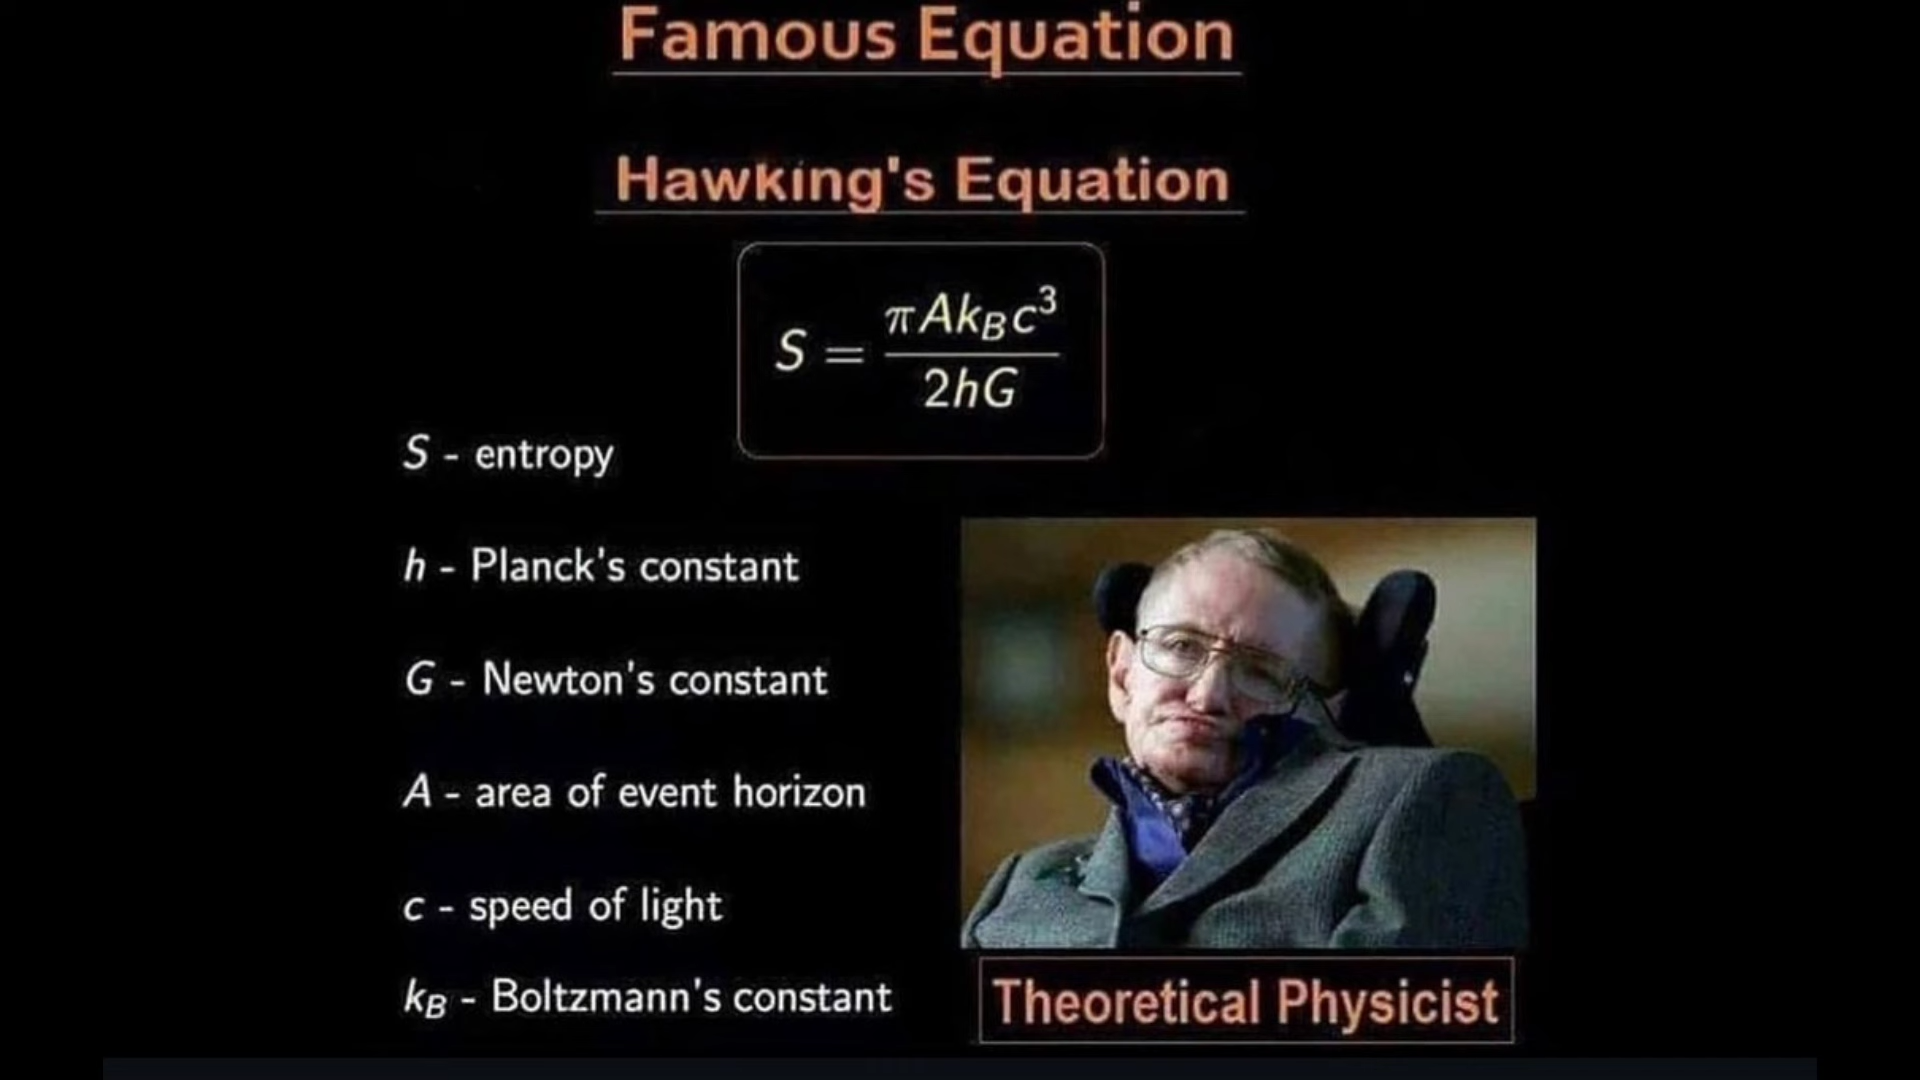 Famous Equation
Hawking's Equation
S = πAk_Bc³ / 2hG
S - entropy
h - Planck's constant
G - Newton's constant
A - area of event horizon
c - speed of light
k_B - Boltzmann's constant
Theoretical Physicist